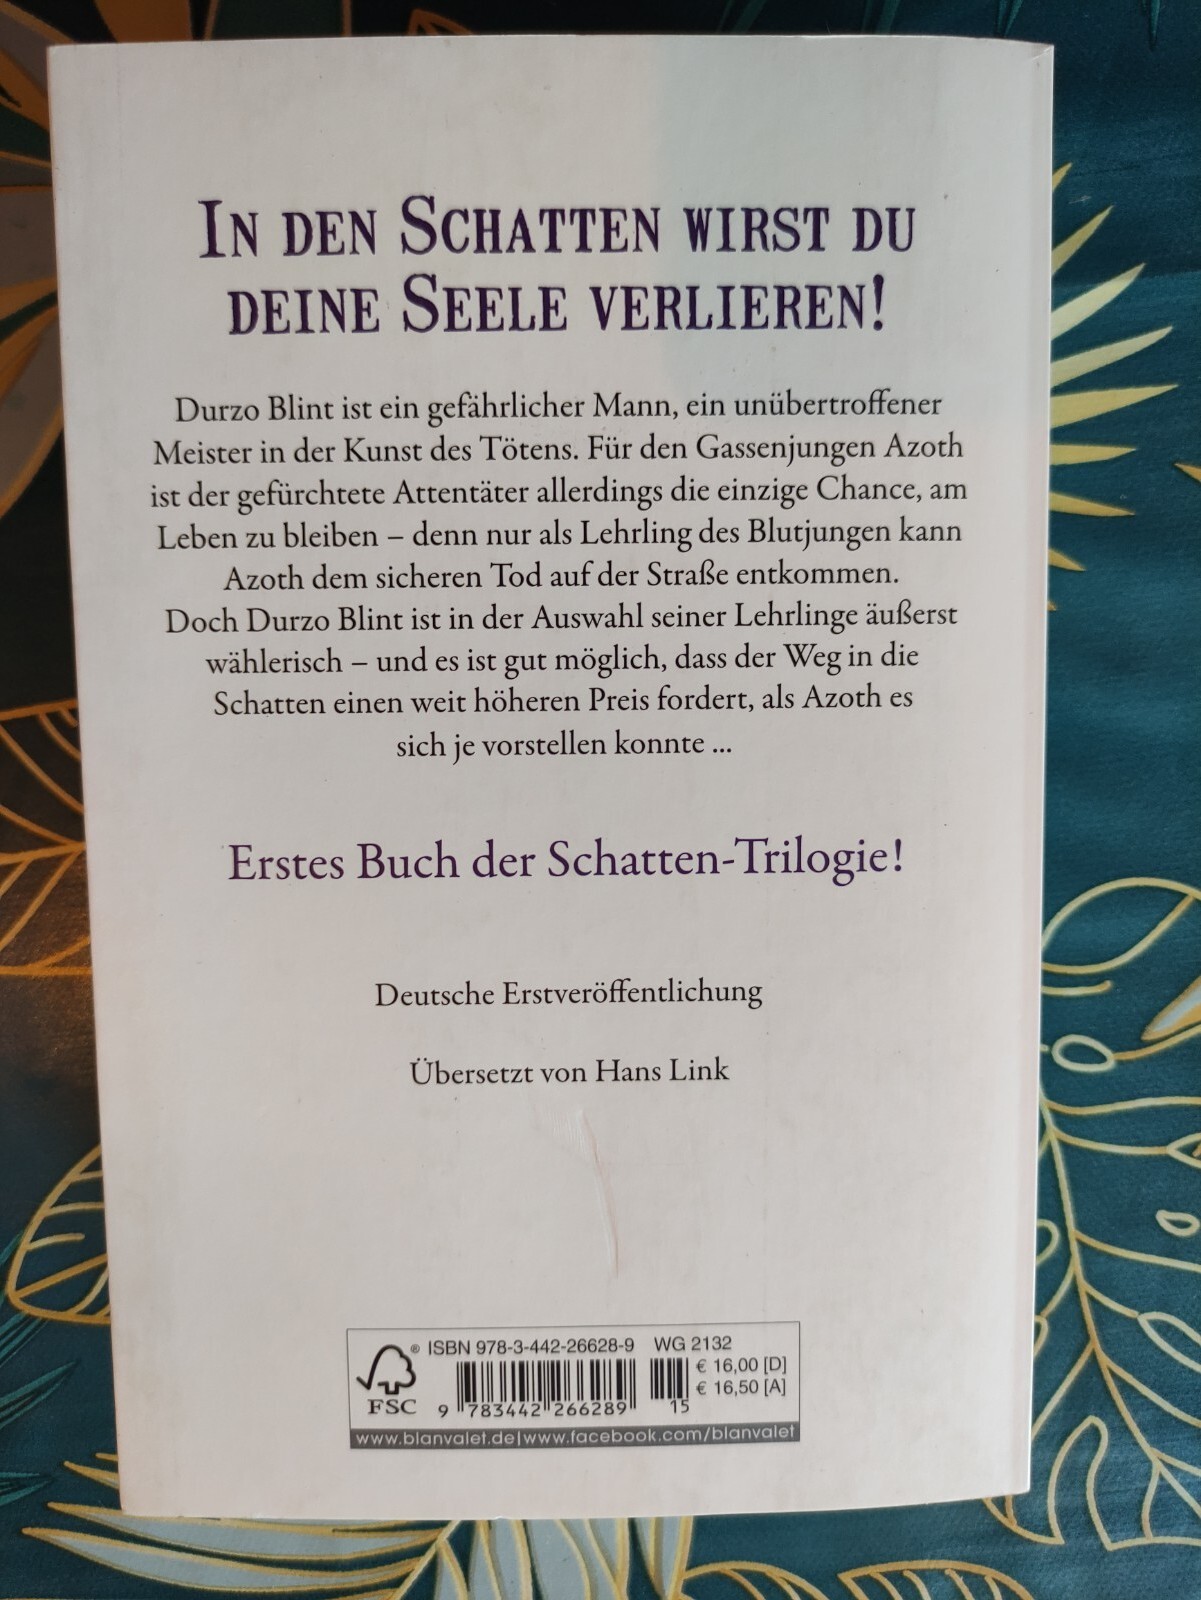 In den Schatten wirst du
deine Seele verlieren!
Durzo Blint ist ein gefährlicher Mann, ein unübertroffener
Meister in der Kunst des Tötens. Für den Gassenjungen Azoth
ist der gefürchtete Attentäter allerdings die einzige Chance, am
Leben zu bleiben – denn nur als Lehrling des Blutjungen kann
Azoth dem sicheren Tod auf der Straße entkommen.
Doch Durzo Blint ist in der Auswahl seiner Lehrlinge äußerst
wählerisch – und es ist gut möglich, dass der Weg in die
Schatten einen weit höheren Preis fordert, als Azoth es
sich je vorstellen konnte ...
Erstes Buch der Schatten-Trilogie!
Deutsche Erstveröffentlichung
Übersetzt von Hans Link
® ISBN 978-3-442-26628-9 WG 2132
€ 16,00 [D]
€ 16,50 [A]
FSC 9 783442 266289 15
www.blanvalet.de|www.facebook.com/blanvalet